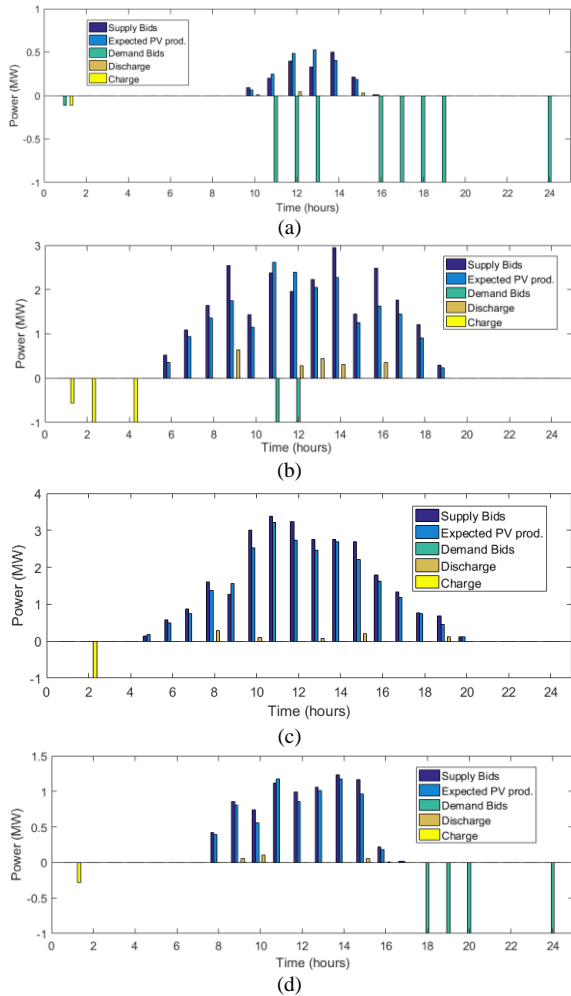 1
0.5
0
-0.5
-1
Power (MW)
Supply Bids
Expected PV prod.
Demand Bids
Discharge
Charge
0 2 4 6 8 10 12 14 16 18 20 22 24
Time (hours)
(a)
3
2
1
0
-1
Power (MW)
Supply Bids
Expected PV prod.
Demand Bids
Discharge
Charge
0 2 4 6 8 10 12 14 16 18 20 22 24
Time (hours)
(b)
4
3
2
1
0
-1
Power (MW)
Supply Bids
Expected PV prod.
Demand Bids
Discharge
Charge
0 2 4 6 8 10 12 14 16 18 20 22 24
Time (hours)
(c)
1.5
1
0.5
0
-0.5
-1
Power (MW)
Supply Bids
Expected PV prod.
Demand Bids
Discharge
Charge
0 2 4 6 8 10 12 14 16 18 20 22 24
Time (hours)
(d)